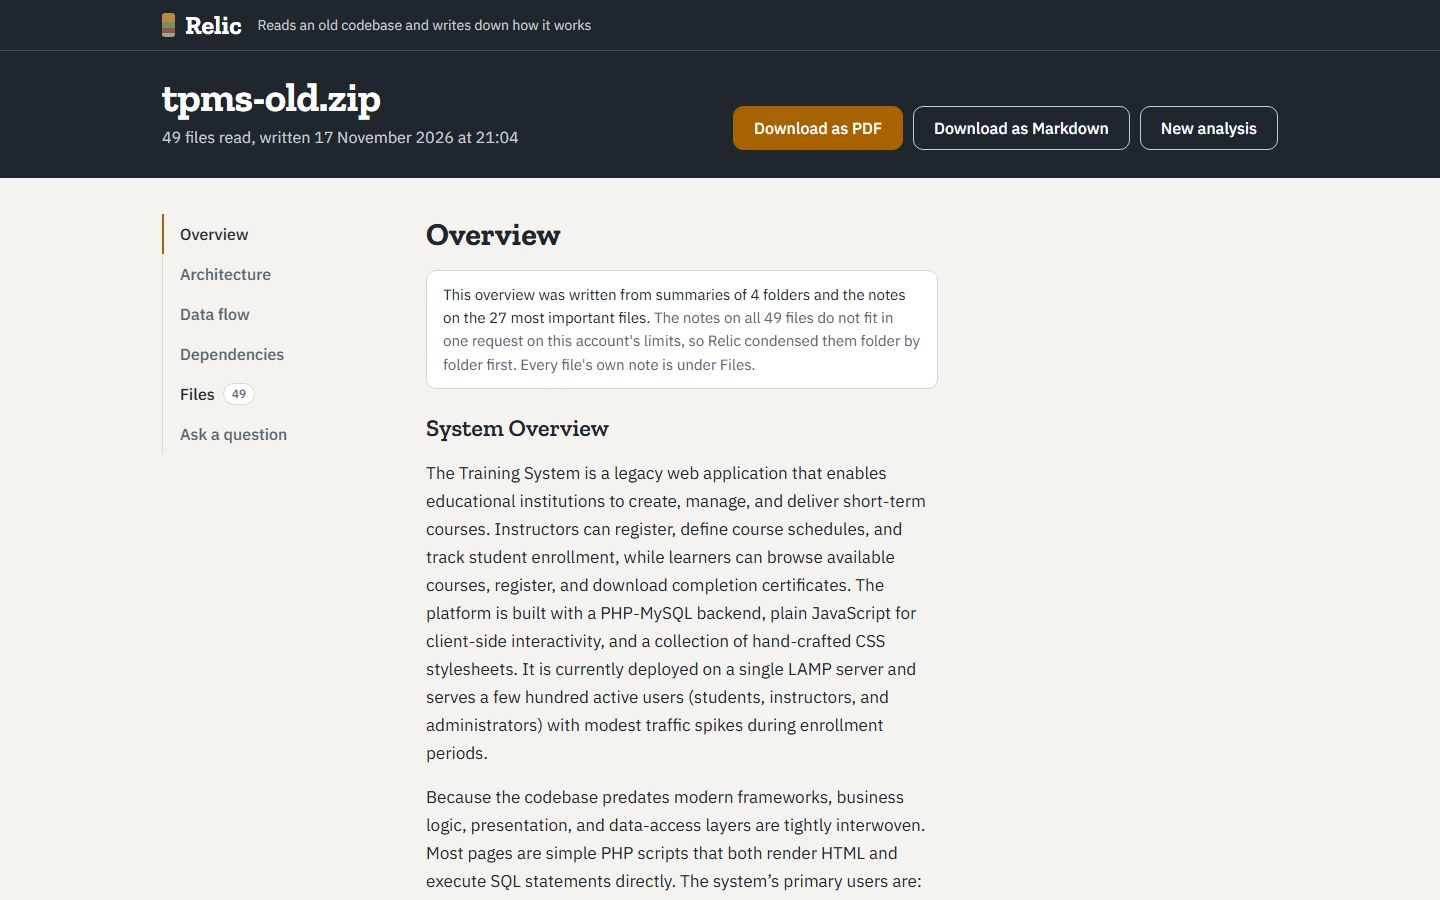 Relic Reads an old codebase and writes down how it works
tpms-old.zip
49 files read, written 17 November 2026 at 21:04
Download as PDF
Download as Markdown
New analysis
Overview
Architecture
Data flow
Dependencies
Files 49
Ask a question
Overview
This overview was written from summaries of 4 folders and the notes
on the 27 most important files. The notes on all 49 files do not fit in
one request on this account's limits, so Relic condensed them folder by
folder first. Every file's own note is under Files.
System Overview
The Training System is a legacy web application that enables
educational institutions to create, manage, and deliver short-term
courses. Instructors can register, define course schedules, and
track student enrollment, while learners can browse available
courses, register, and download completion certificates. The
platform is built with a PHP-MySQL backend, plain JavaScript for
client-side interactivity, and a collection of hand-crafted CSS
stylesheets. It is currently deployed on a single LAMP server and
serves a few hundred active users (students, instructors, and
administrators) with modest traffic spikes during enrollment
periods.
Because the codebase predates modern frameworks, business
logic, presentation, and data-access layers are tightly interwoven.
Most pages are simple PHP scripts that both render HTML and
execute SQL statements directly. The system’s primary users are: